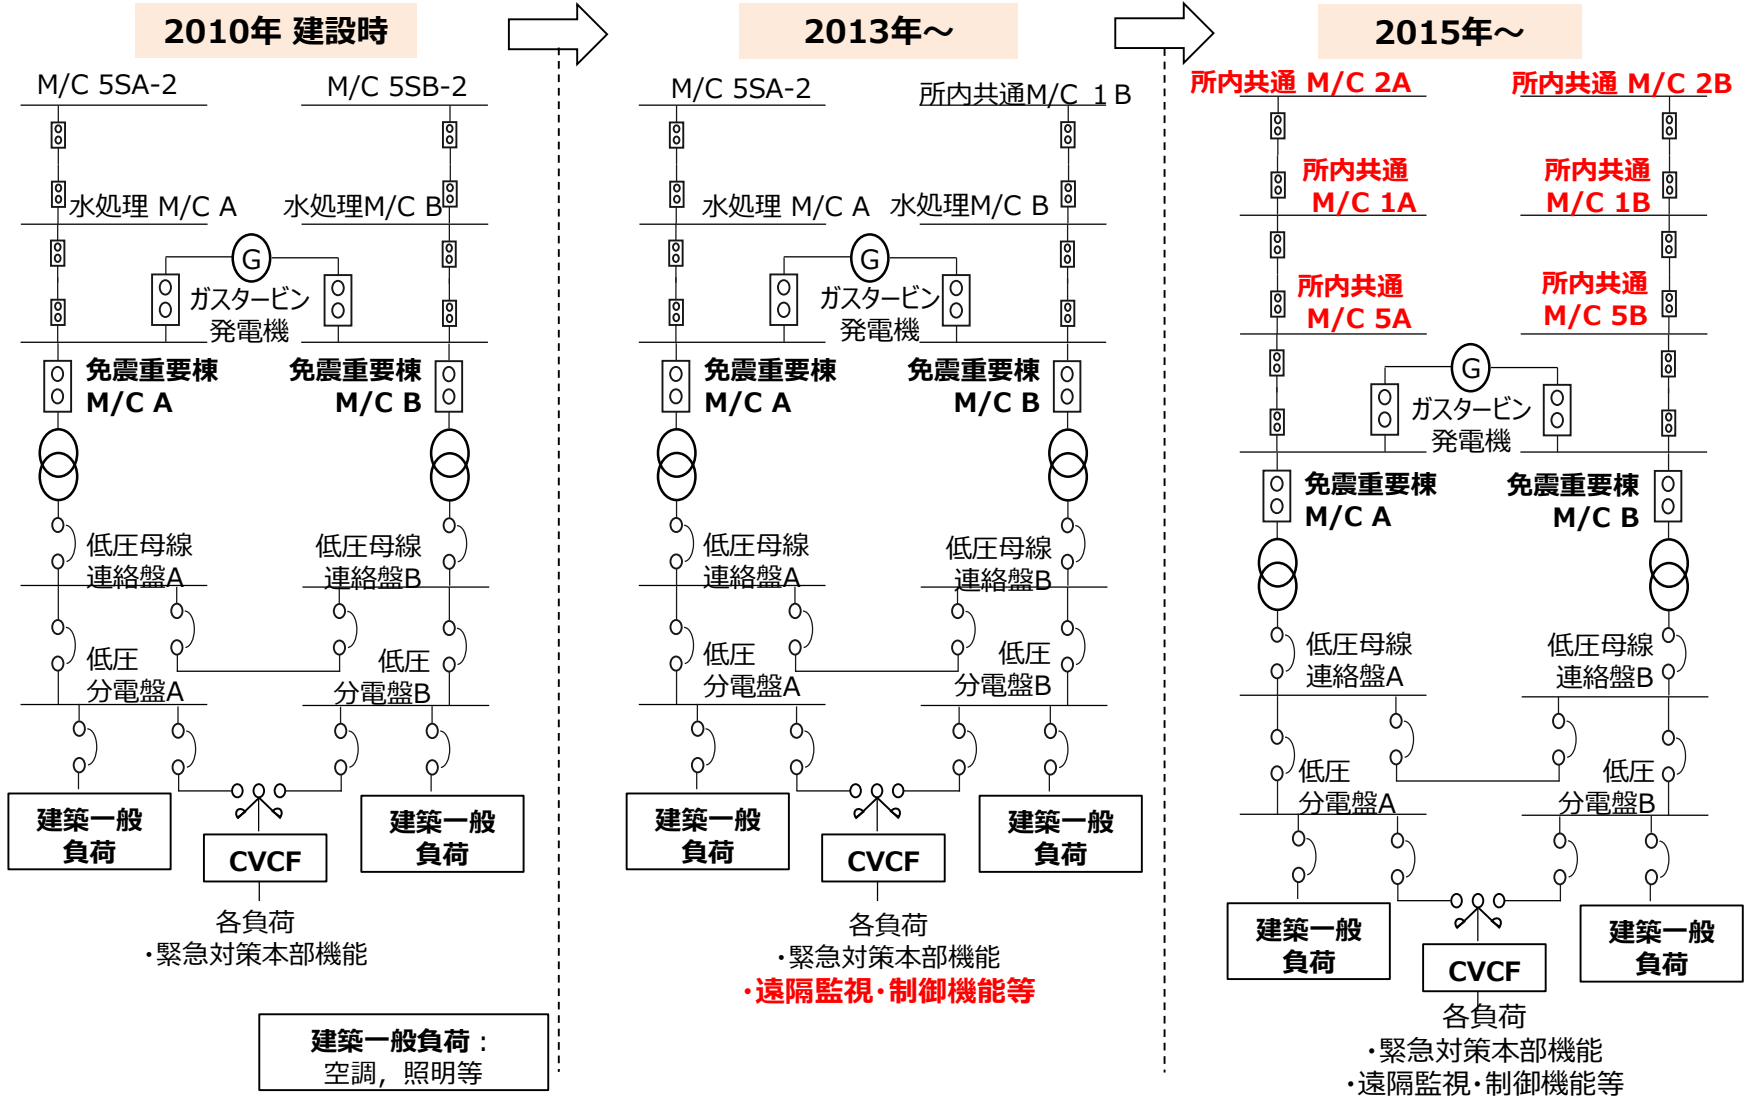 2010年 建設時
M/C 5SA-2
M/C 5SB-2
水処理 M/C A
水処理M/C B
G
ガスタービン
発電機
免震重要棟
M/C A
免震重要棟
M/C B
低圧母線
連絡盤A
低圧母線
連絡盤B
低圧
分電盤A
低圧
分電盤B
建築一般
負荷
CVCF
建築一般
負荷
各負荷
・緊急対策本部機能
建築一般負荷：
空調，照明等
2013年～
M/C 5SA-2
所内共通M/C 1B
水処理 M/C A
水処理M/C B
G
ガスタービン
発電機
免震重要棟
M/C A
免震重要棟
M/C B
低圧母線
連絡盤A
低圧母線
連絡盤B
低圧
分電盤A
低圧
分電盤B
建築一般
負荷
CVCF
建築一般
負荷
各負荷
・緊急対策本部機能
・遠隔監視・制御機能等
2015年～
所内共通 M/C 2A
所内共通 M/C 2B
所内共通
M/C 1A
所内共通
M/C 1B
所内共通
M/C 5A
所内共通
M/C 5B
G
ガスタービン
発電機
免震重要棟
M/C A
免震重要棟
M/C B
低圧母線
連絡盤A
低圧母線
連絡盤B
低圧
分電盤A
低圧
分電盤B
建築一般
負荷
CVCF
建築一般
負荷
各負荷
・緊急対策本部機能
・遠隔監視・制御機能等